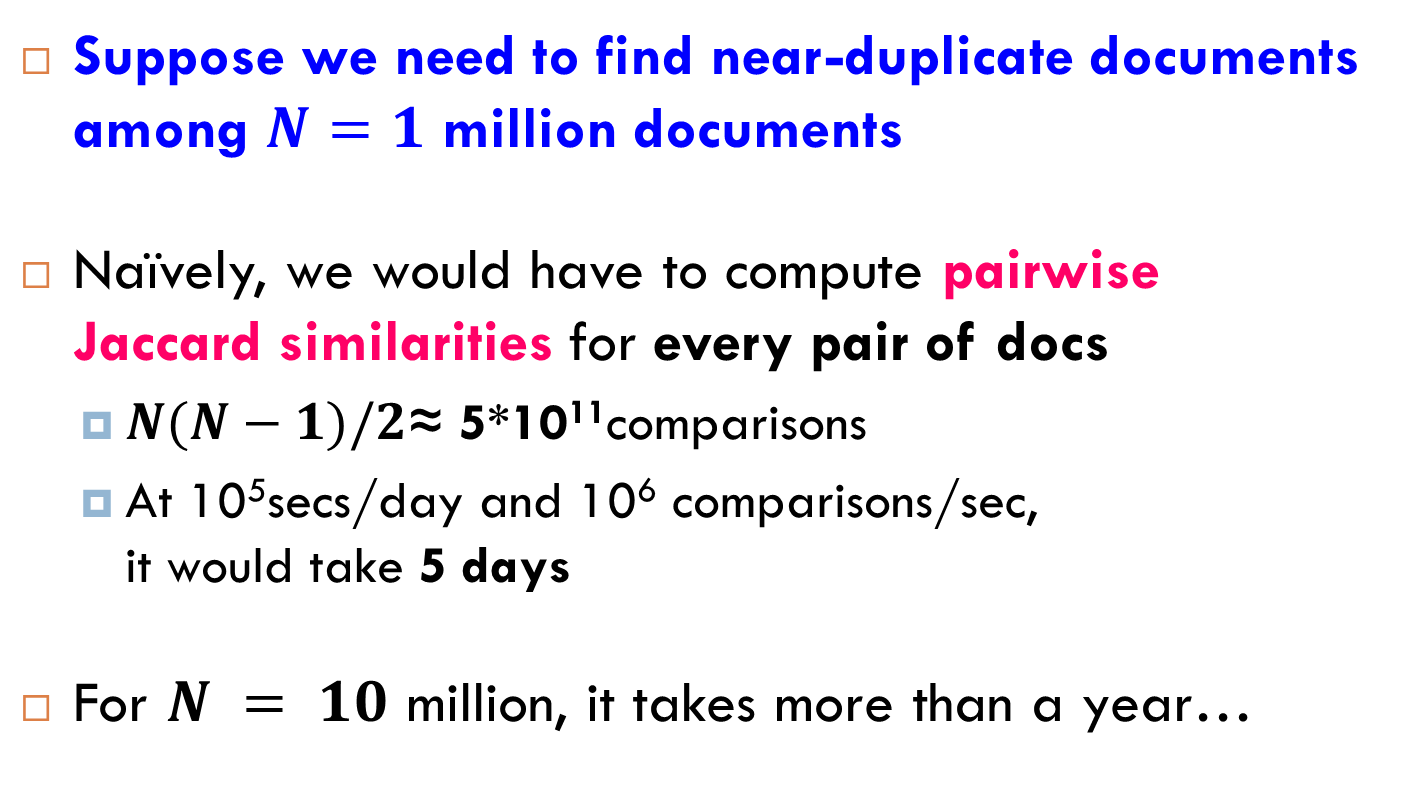 Suppose we need to find near-duplicate documents
among N = 1 million documents
Naïvely, we would have to compute pairwise
Jaccard similarities for every pair of docs
N(N − 1)/2≈ 5*10¹¹comparisons
At 10⁵secs/day and 10⁶ comparisons/sec,
it would take 5 days
For N = 10 million, it takes more than a year…